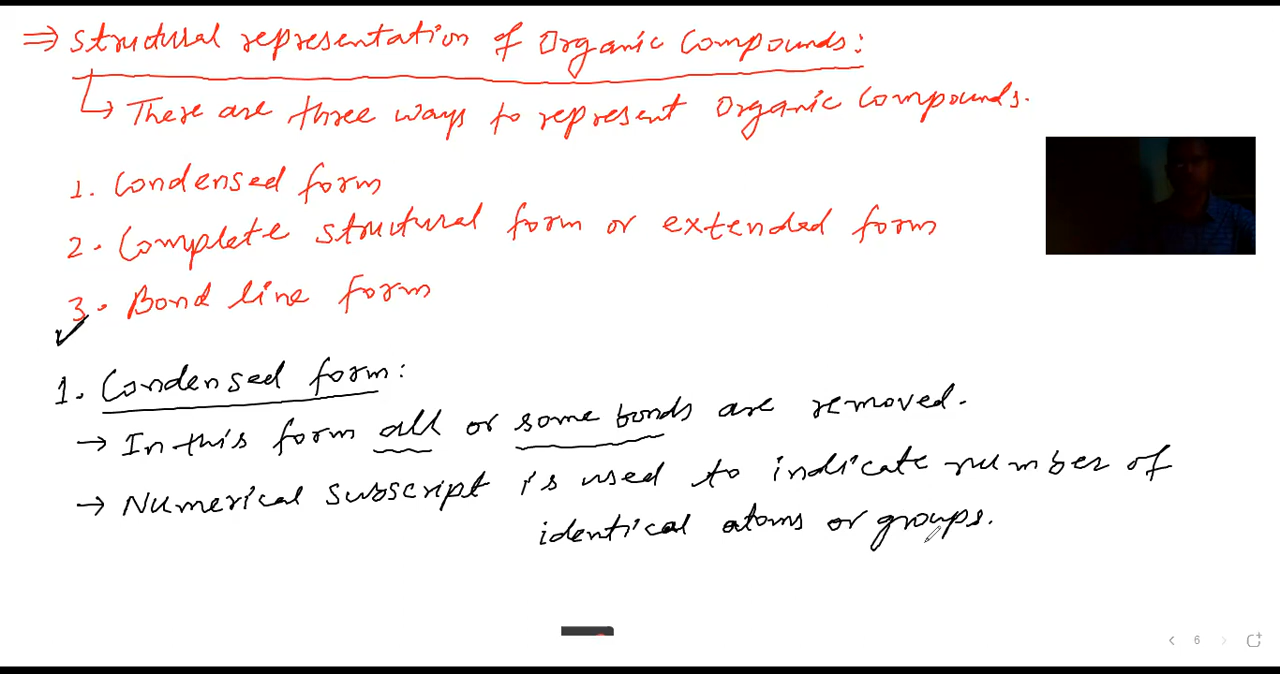 ⇒ Structural representation of Organic Compounds:
↳ There are three ways to represent Organic Compounds.
1. Condensed form
2. Complete structural form or extended form
3. Bond line form
1. Condensed form:
→ In this form all or some bonds are removed.
→ Numerical subscript is used to indicate number of
identical atoms or groups.
< 6 >